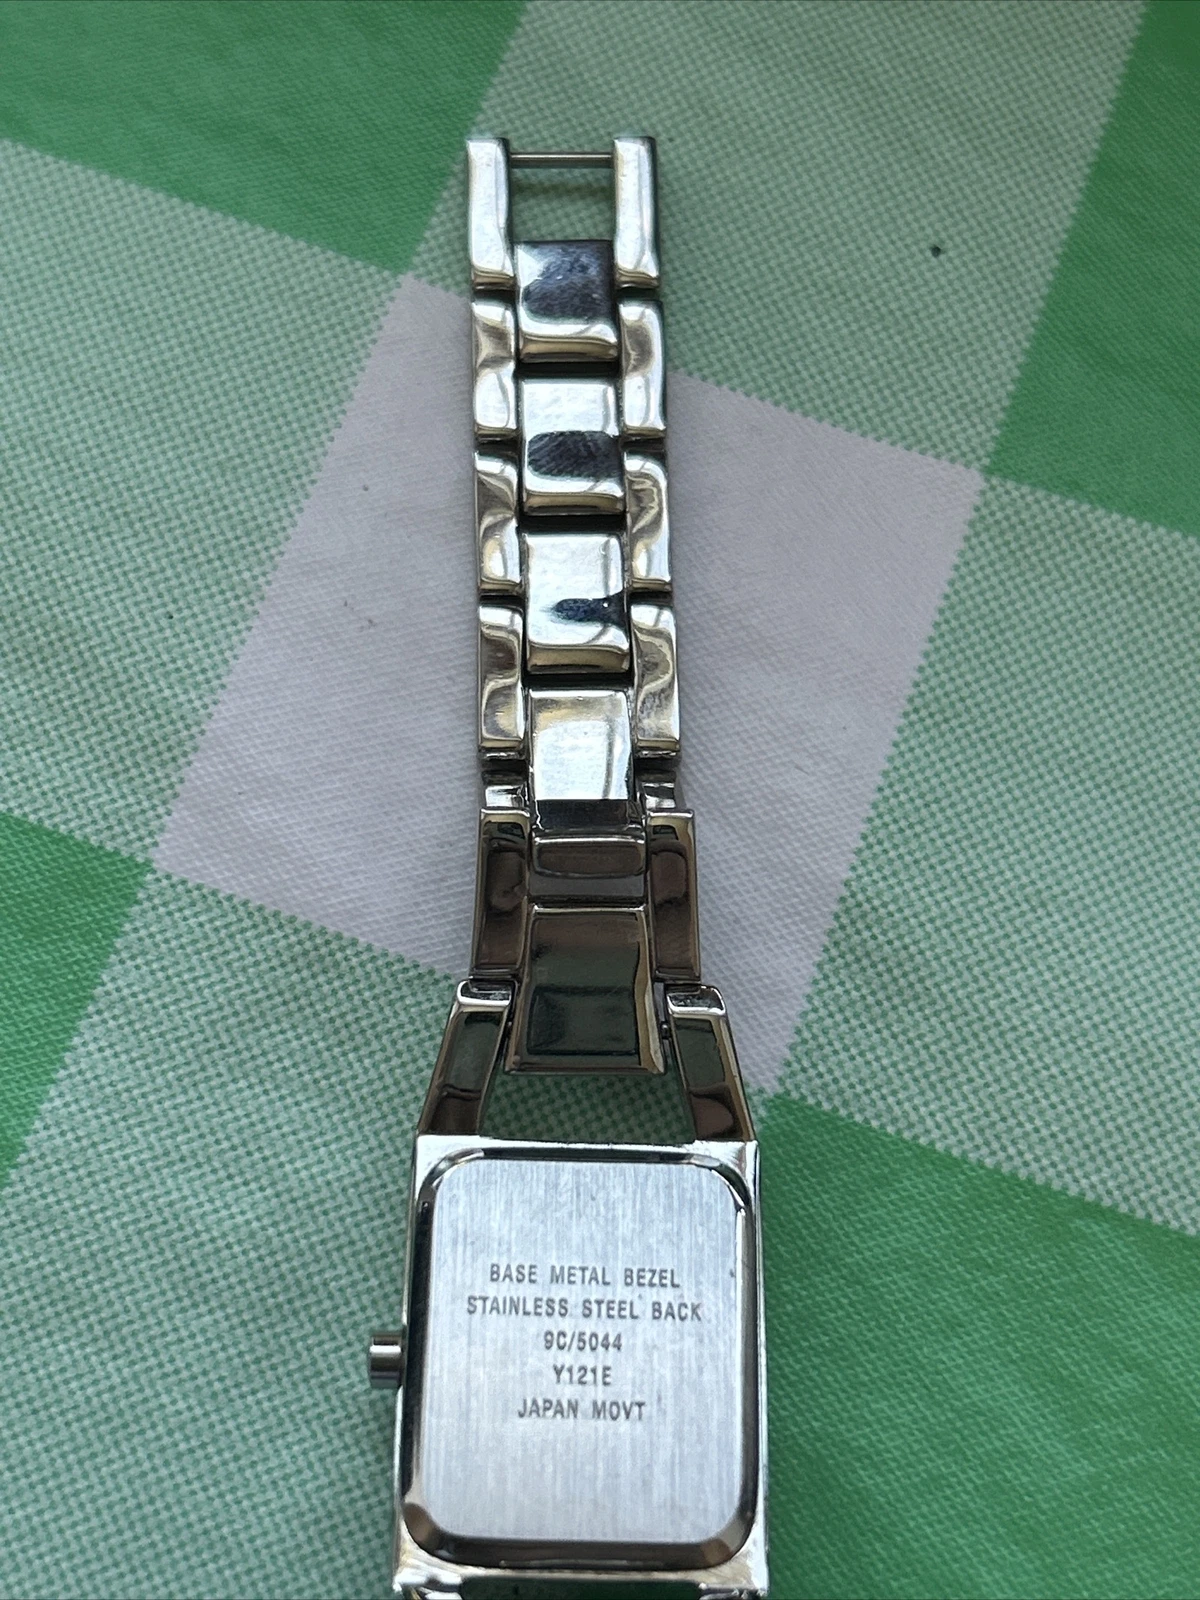 BASE METAL BEZEL
STAINLESS STEEL BACK
9C/5044
Y121E
JAPAN MOVT